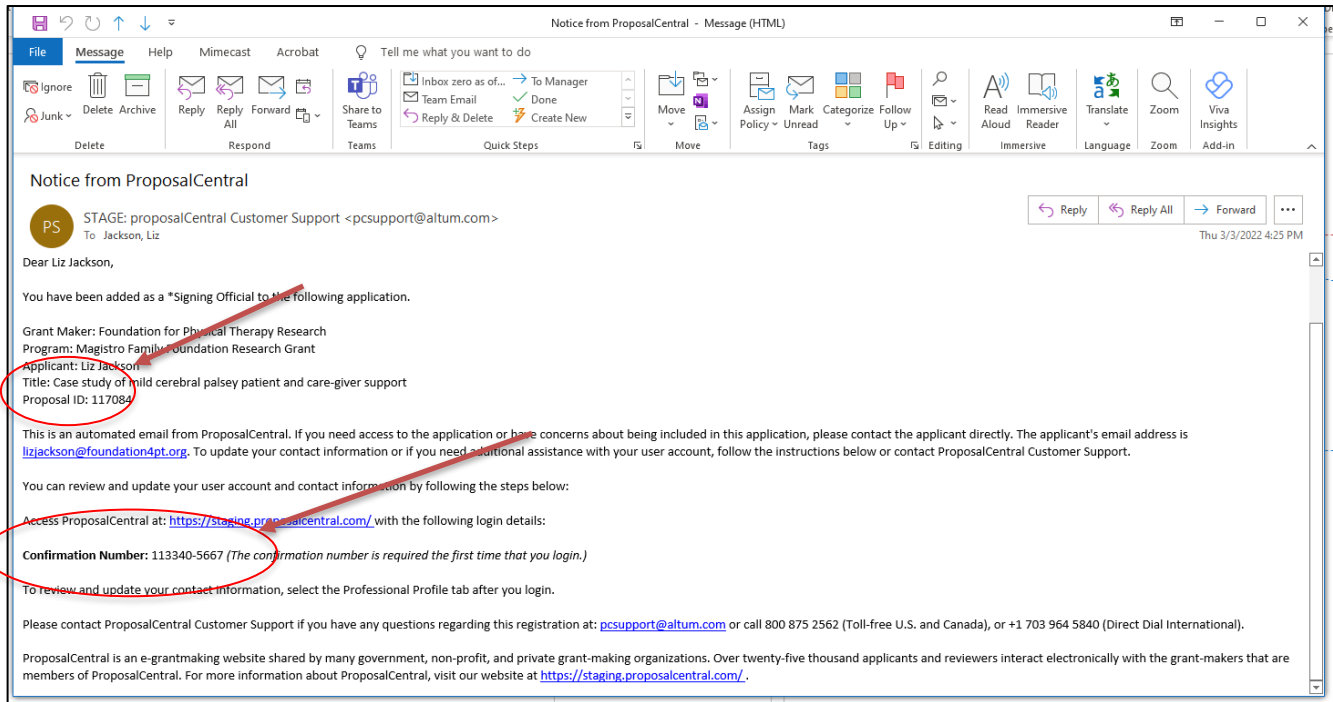 Notice from ProposalCentral - Message (HTML)
File Message Help Mimecast Acrobat Tell me what you want to do
Ignore
Junk
Delete Archive
Reply Reply All Forward
Share to Teams
Inbox zero as of... To Manager
Team Email Done
Reply & Delete Create New
Move
Assign Policy Mark Unread Categorize Follow Up
Read Aloud Immersive Reader
Translate
Zoom
Viva Insights
Delete Respond Teams Quick Steps Move Tags Editing Immersive Language Zoom Add-in
Notice from ProposalCentral
PS
STAGE: proposalCentral Customer Support <pcsupport@altum.com>
To Jackson, Liz
Reply Reply All Forward
Thu 3/3/2022 4:25 PM
Dear Liz Jackson,
You have been added as a *Signing Official to the following application.
Grant Maker: Foundation for Physical Therapy Research
Program: Magistro Family Foundation Research Grant
Applicant: Liz Jackson
Title: Case study of mild cerebral palsey patient and care-giver support
Proposal ID: 117084
This is an automated email from ProposalCentral. If you need access to the application or have concerns about being included in this application, please contact the applicant directly. The applicant's email address is
lizjackson@foundation4pt.org. To update your contact information or if you need additional assistance with your user account, follow the instructions below or contact ProposalCentral Customer Support.
You can review and update your user account and contact information by following the steps below:
Access ProposalCentral at: https://staging.proposalcentral.com/ with the following login details:
Confirmation Number: 113340-5667 (The confirmation number is required the first time that you login.)
To review and update your contact information, select the Professional Profile tab after you login.
Please contact ProposalCentral Customer Support if you have any questions regarding this registration at: pcsupport@altum.com or call 800 875 2562 (Toll-free U.S. and Canada), or +1 703 964 5840 (Direct Dial International).
ProposalCentral is an e-grantmaking website shared by many government, non-profit, and private grant-making organizations. Over twenty-five thousand applicants and reviewers interact electronically with the grant-makers that are
members of ProposalCentral. For more information about ProposalCentral, visit our website at https://staging.proposalcentral.com/ .